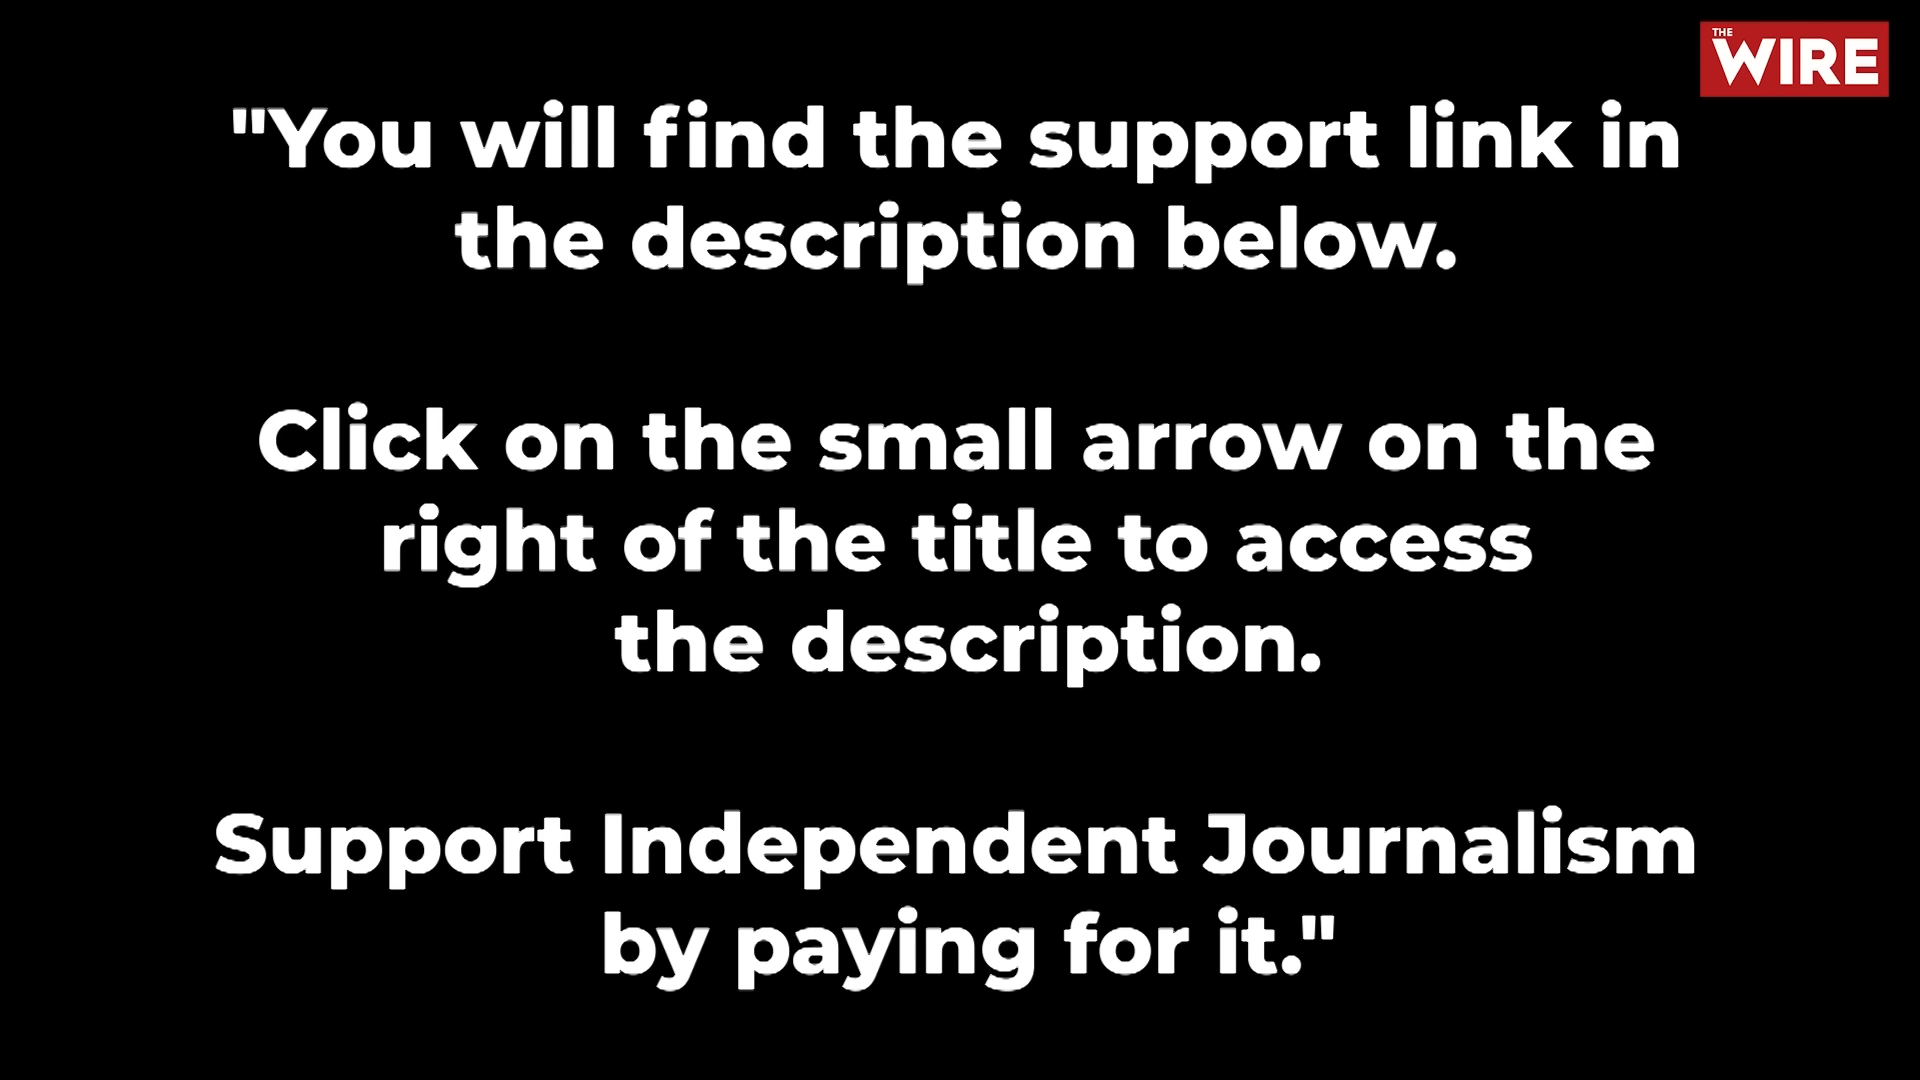 THE
WIRE
"You will find the support link in
the description below.
Click on the small arrow on the
right of the title to access
the description.
Support Independent Journalism
by paying for it."